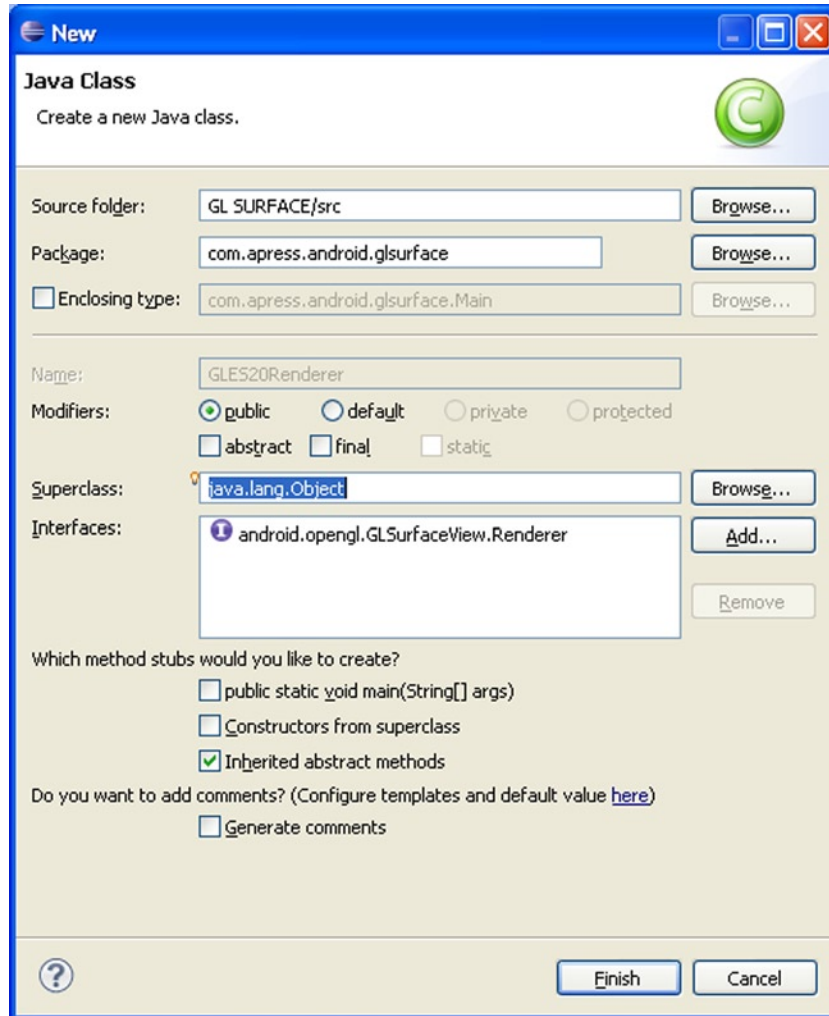 New
Java Class
Create a new Java class.
C
Source folder: GL SURFACE/src Browse...
Package: com.apress.android.glsurface Browse...
Enclosing type: com.apress.android.glsurface.Main Browse...
Name: GLES20Renderer
Modifiers: public default private protected
abstract final static
Superclass: java.lang.Object Browse...
Interfaces: I android.opengl.GLSurfaceView.Renderer Add...
Remove
Which method stubs would you like to create?
public static void main(String[] args)
Constructors from superclass
Inherited abstract methods
Do you want to add comments? (Configure templates and default value here)
Generate comments
? Finish Cancel